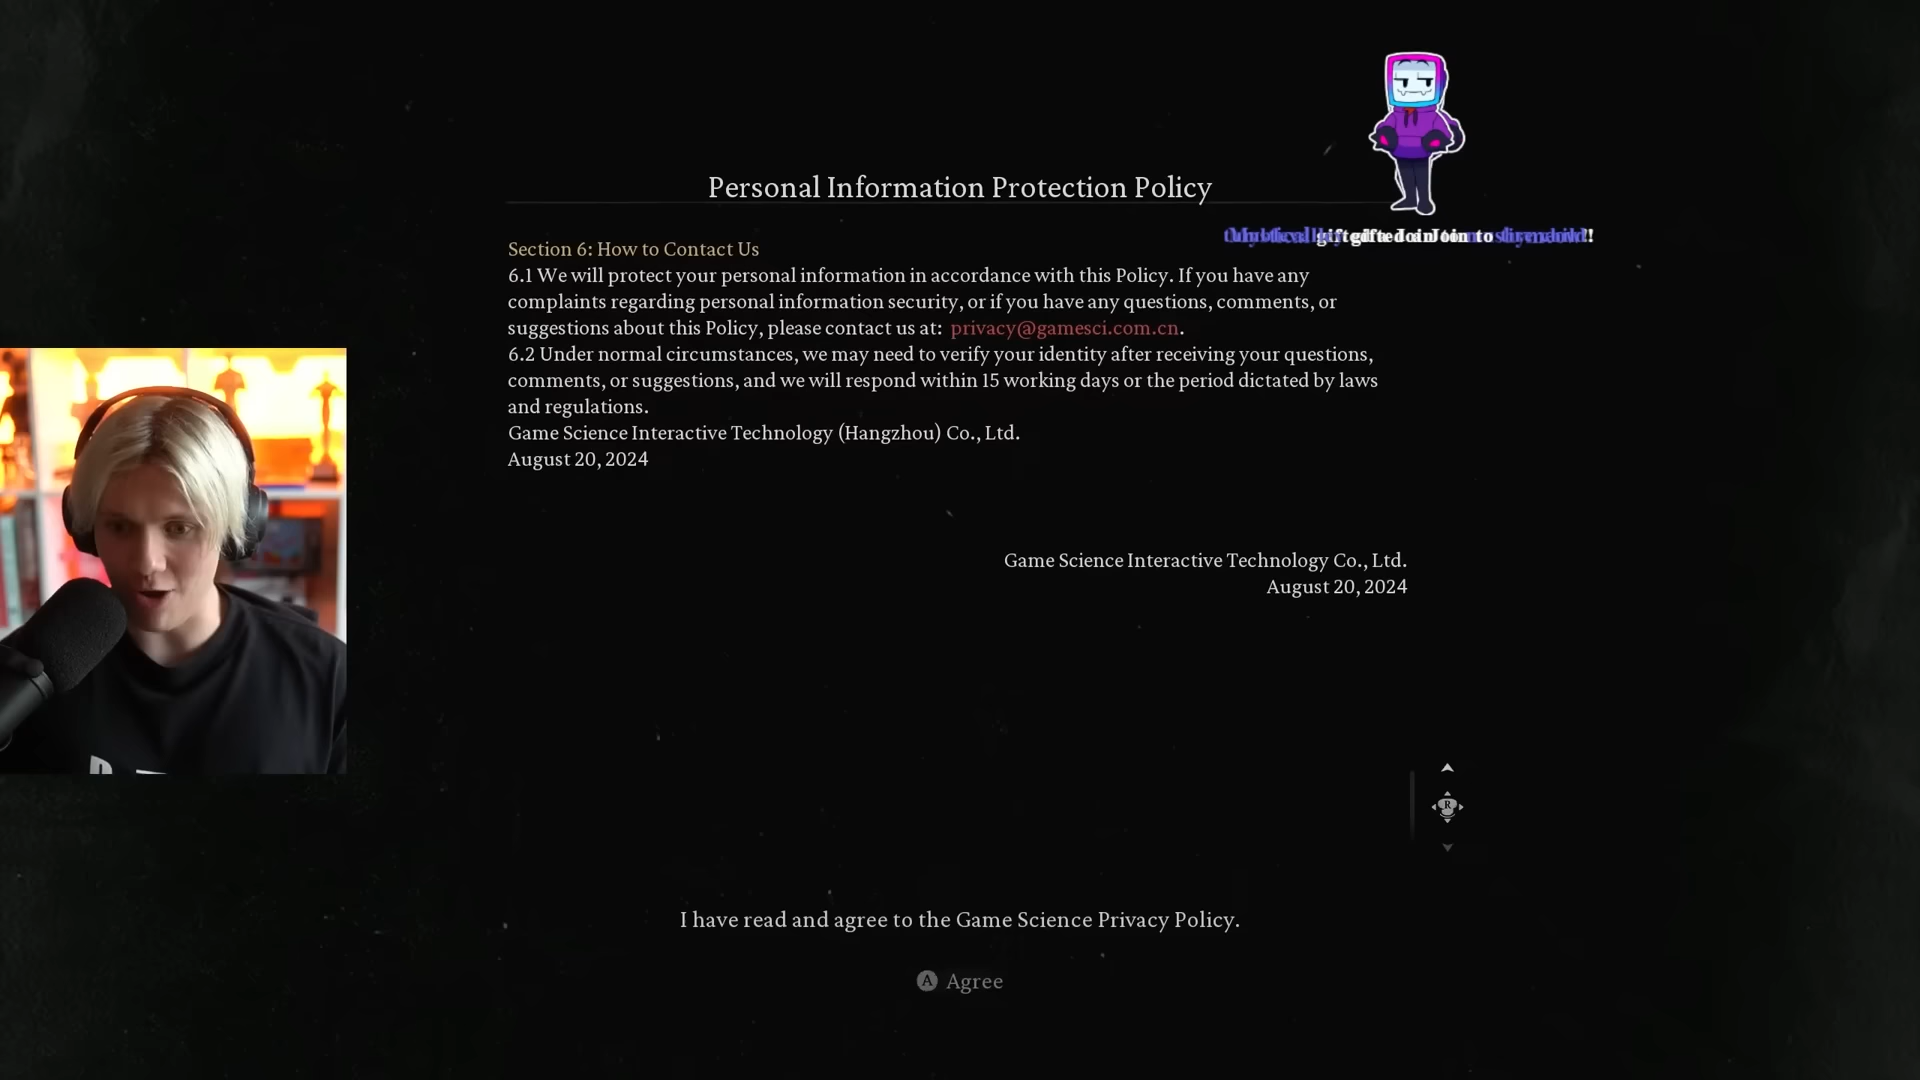 Personal Information Protection Policy
gifted a Join to
Section 6: How to Contact Us
6.1 We will protect your personal information in accordance with this Policy. If you have any
complaints regarding personal information security, or if you have any questions, comments, or
suggestions about this Policy, please contact us at: privacy@gamesci.com.cn.
6.2 Under normal circumstances, we may need to verify your identity after receiving your questions,
comments, or suggestions, and we will respond within 15 working days or the period dictated by laws
and regulations.
Game Science Interactive Technology (Hangzhou) Co., Ltd.
August 20, 2024
Game Science Interactive Technology Co., Ltd.
August 20, 2024
R
I have read and agree to the Game Science Privacy Policy.
A Agree